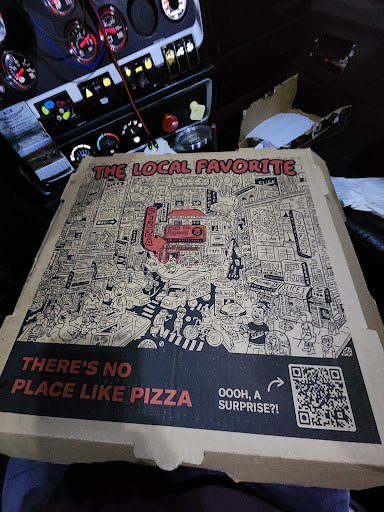 THE LOCAL FAVORITE
THERE'S NO
PLACE LIKE PIZZA
OOOH, A
SURPRISE?!